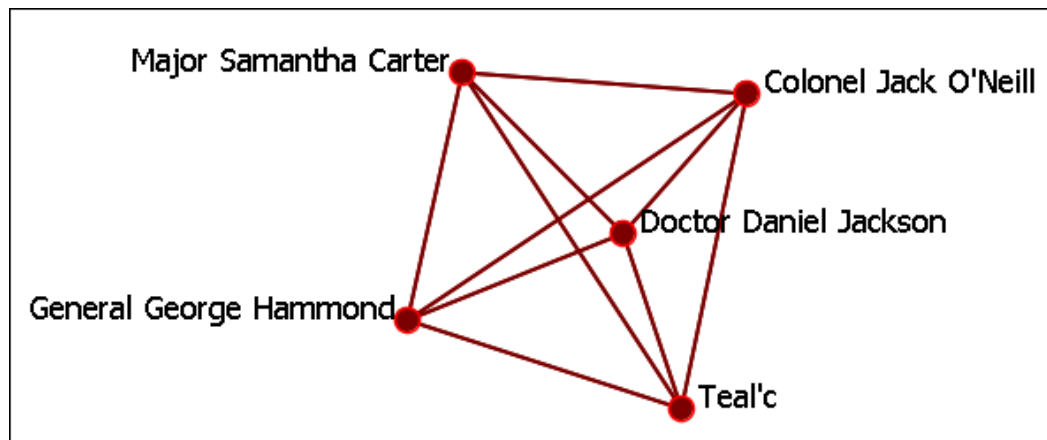 Major Samantha Carter
Colonel Jack O'Neill
Doctor Daniel Jackson
General George Hammond
Teal'c